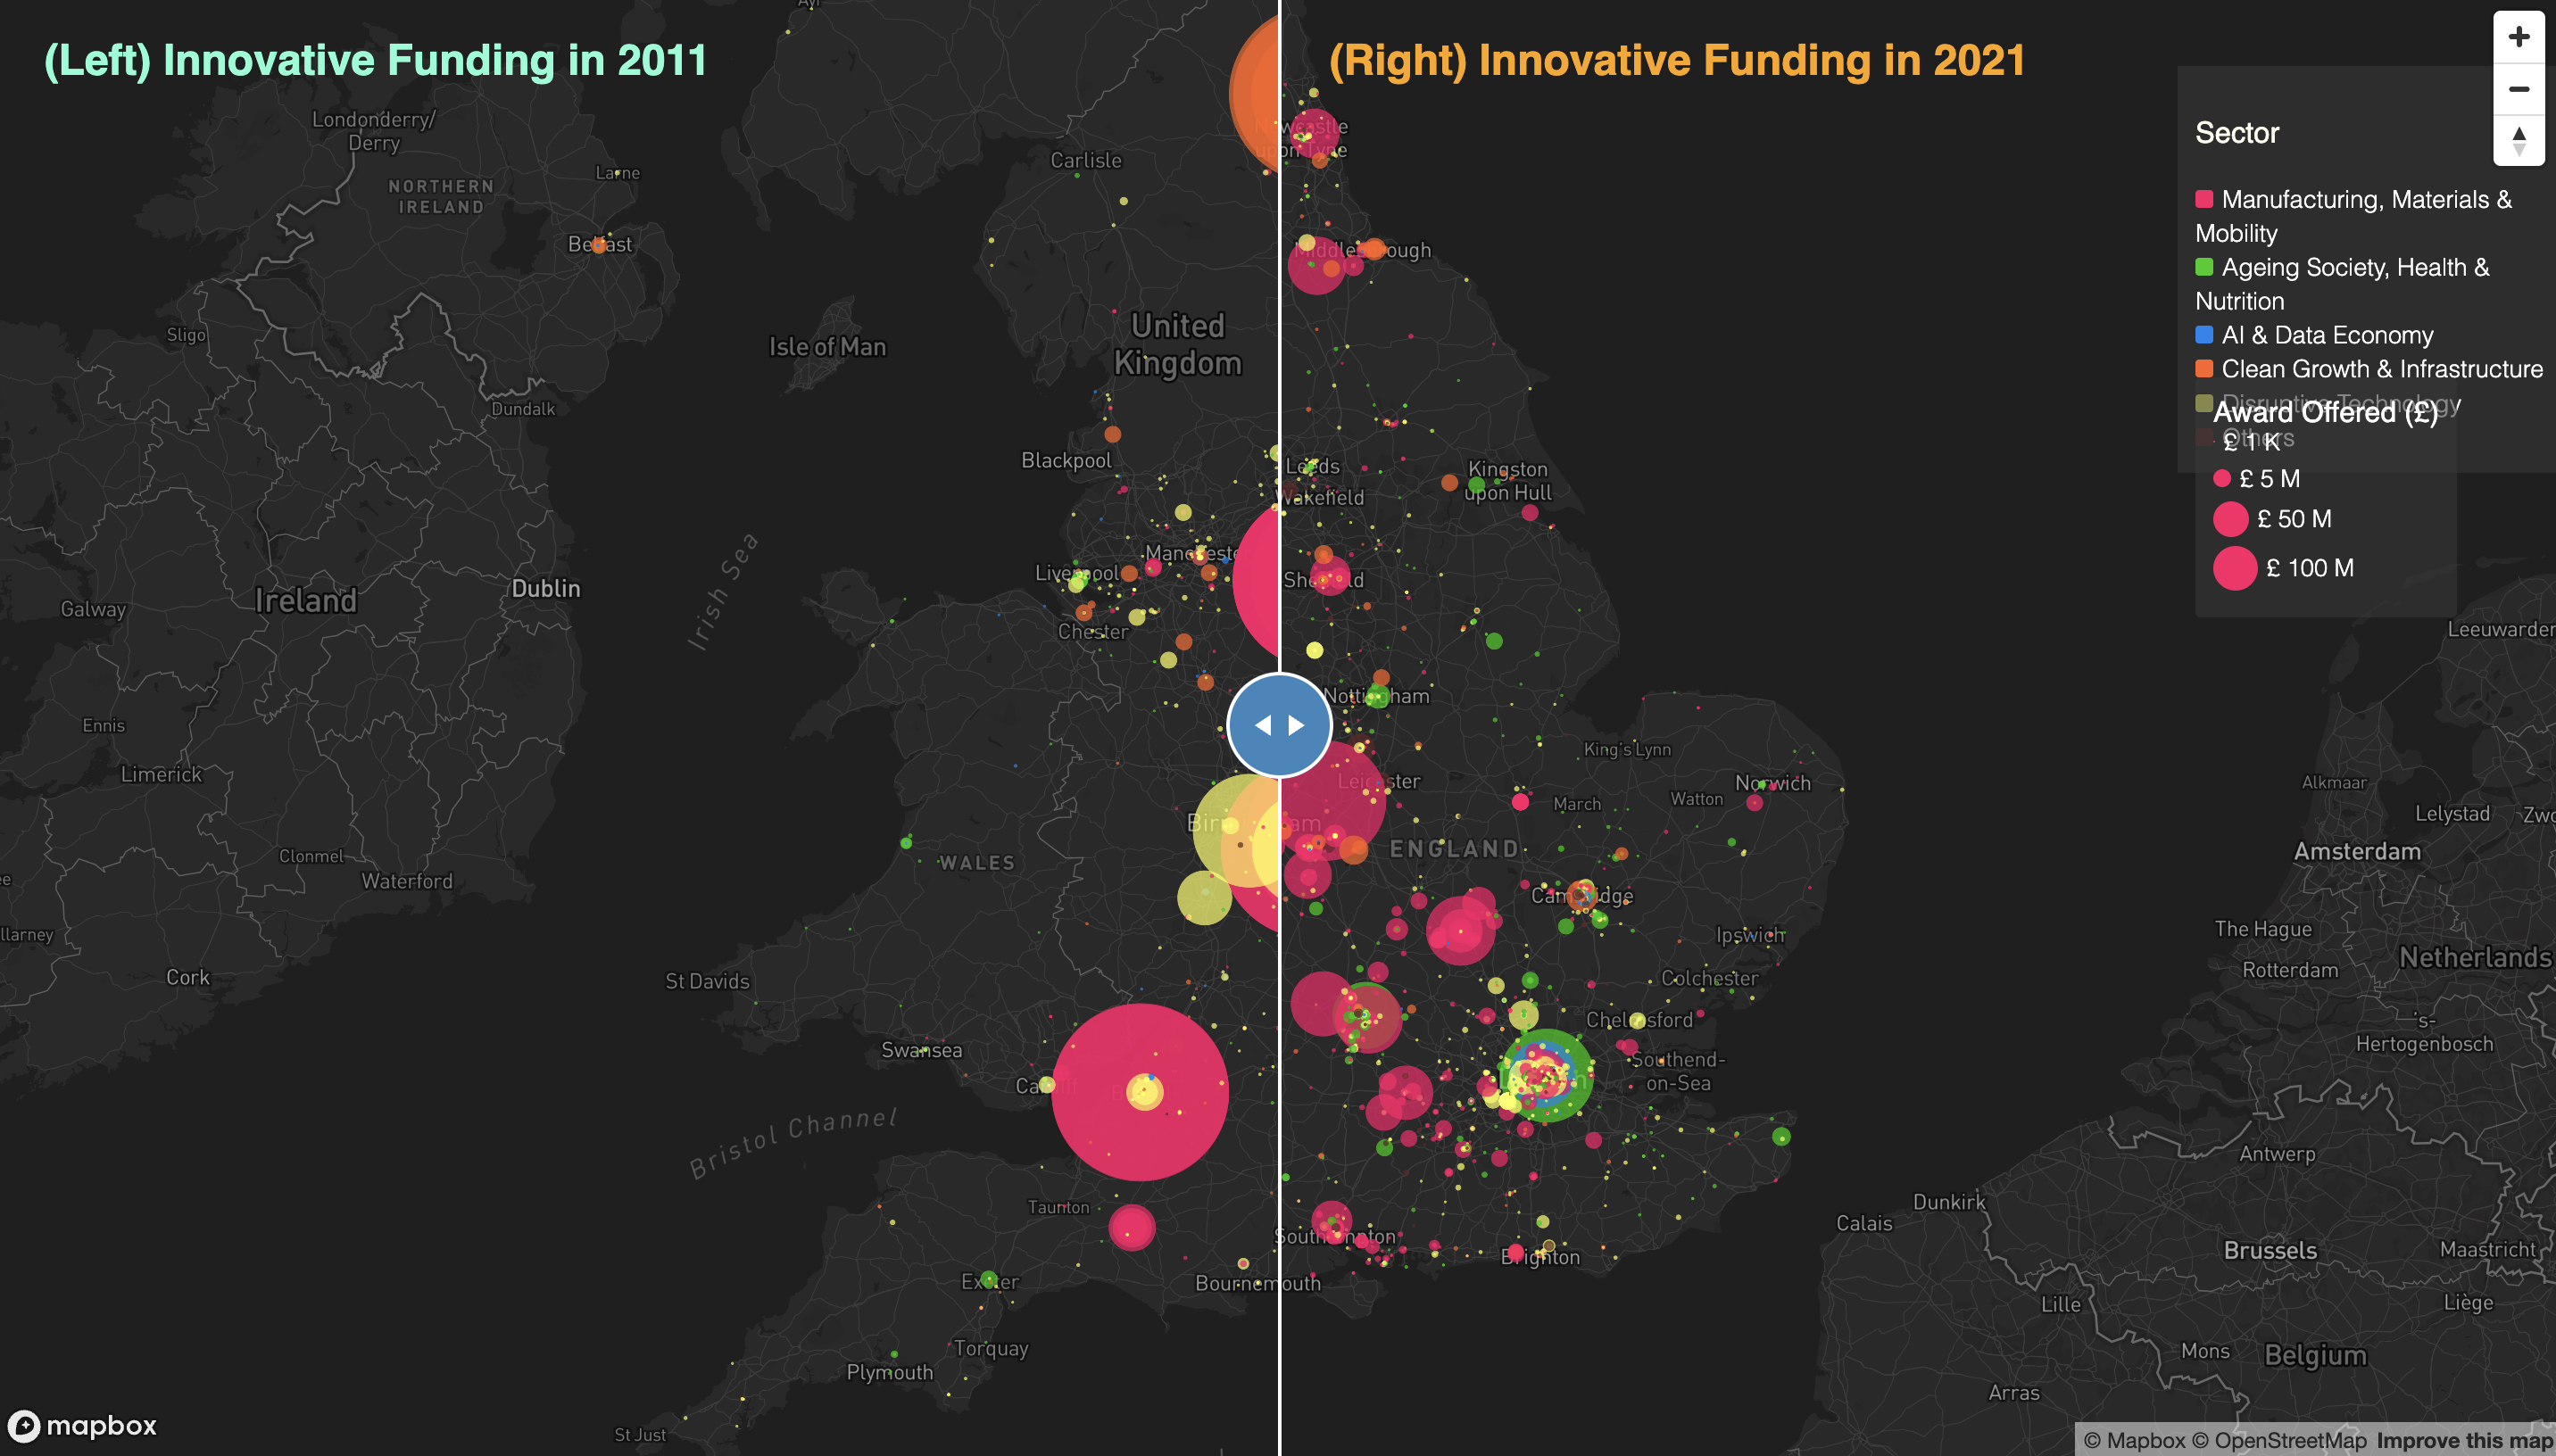 (Left) Innovative Funding in 2011
(Right) Innovative Funding in 2021
Londonderry/
Derry
NORTHERN
IRELAND
Larne
Belfast
Sligo
Dundalk
Galway
Ireland
Dublin
Ennis
Limerick
Clonmel
Waterford
Cork
Irish Sea
Isle of Man
Carlisle
United
Kingdom
Blackpool
Manchester
Liverpool
Chester
WALES
St Davids
Swansea
Cardiff
Bristol Channel
Taunton
Exeter
Torquay
Plymouth
St Just
Bournemouth
Newcastle
upon Tyne
Middlesbrough
Leeds
Wakefield
Kingston
upon Hull
Sheffield
Nottingham
Leicester
King's Lynn
March
Watton
Norwich
ENGLAND
Cambridge
Ipswich
Colchester
Chelmsford
Southend-
on-Sea
Southampton
Brighton
Sector
Manufacturing, Materials &
Mobility
Ageing Society, Health &
Nutrition
AI & Data Economy
Clean Growth & Infrastructure
Disruptive Technology
Others
Award Offered (£)
£ 1 K
£ 5 M
£ 50 M
£ 100 M
Alkmaar
Lelystad
Amsterdam
The Hague
Rotterdam
Netherlands
's-
Hertogenbosch
Antwerp
Dunkirk
Calais
Brussels
Maastricht
Lille
Liège
Mons
Belgium
Arras
mapbox
© Mapbox © OpenStreetMap Improve this map